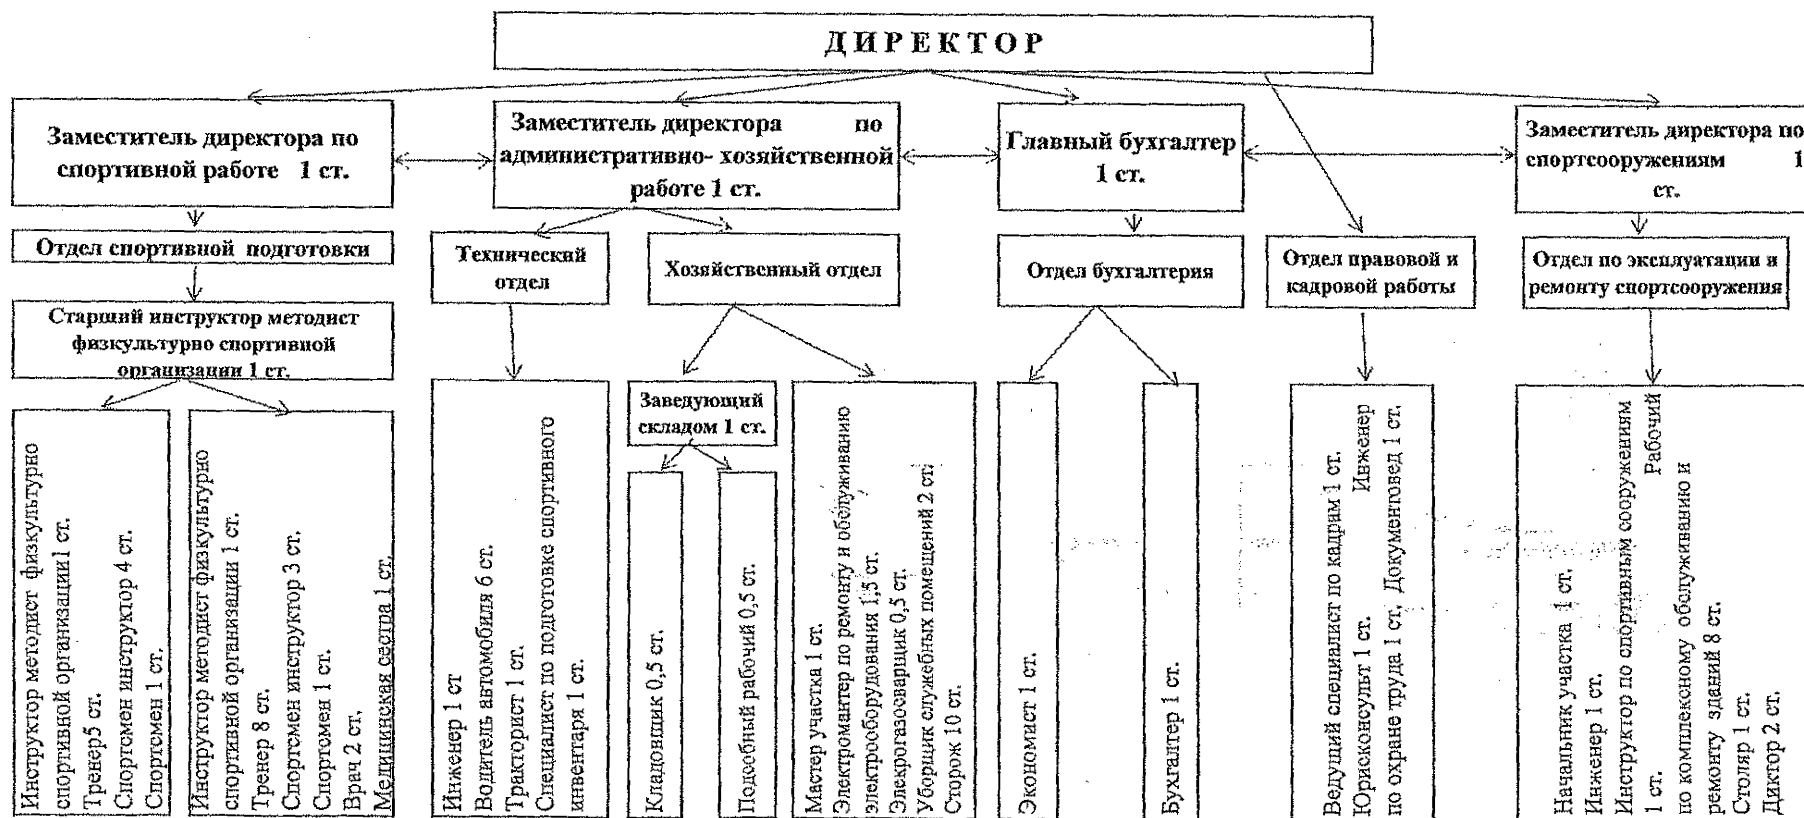 ДИРЕКТОР
Заместитель директора по
спортивной работе 1 ст.
Заместитель директора по
административно- хозяйственной
работе 1 ст.
Главный бухгалтер
1 ст.
Заместитель директора по
спортсооружениям 1
ст.
Отдел спортивной подготовки
Технический
отдел
Хозяйственный отдел
Отдел бухгалтерия
Отдел правовой и
кадровой работы
Отдел по эксплуатации и
ремонту спортсооружения
Старший инструктор методист
физкультурно спортивной
организации 1 ст.
Заведующий
складом 1 ст.
Инструктор методист физкультурно
спортивной организации1 ст.
Тренер5 ст.
Спортсмен инструктор 4 ст.
Спортсмен 1 ст.
Инструктор методист физкультурно
спортивной организации 1 ст.
Тренер 8 ст.
Спортсмен инструктор 3 ст.
Спортсмен 1 ст.
Врач 2 ст.
Медицинская сестра 1 ст.
Инженер 1 ст
Водитель автомобиля 6 ст.
Тракторист 1 ст.
Специалист по подготовке спортивного
инвентаря 1 ст.
Кладовщик 0,5 ст.
Подсобный рабочий 0,5 ст.
Мастер участка 1 ст.
Электромантер по ремонту и обслуживанию
электрооборудования 1,5 ст.
Элекрогазосварщик 0,5 ст.
Уборщик служебных помещений 2 ст.
Сторож 10 ст.
Экономист 1 ст.
Бухгалтер 1 ст.
Ведущий специалист по кадрим 1 ст.
Юрисконсульт 1 ст. Инженер
по охране труда 1 ст. Документовед 1 ст.
Начальник участка 1 ст.
Инженер 1 ст.
Инструктор по спортивным сооружениям
1 ст. Рабочий
по комплексному обслуживанию и
ремонту зданий 8 ст.
Столяр 1 ст.
Диктор 2 ст.